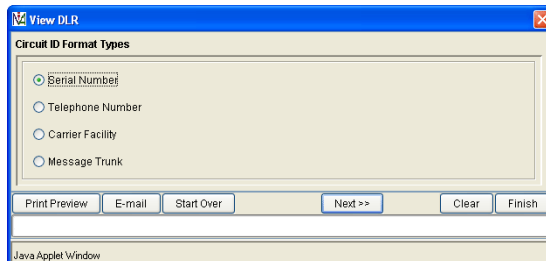 View DLR
Circuit ID Format Types
Serial Number
Telephone Number
Carrier Facility
Message Trunk
Print Preview E-mail Start Over Next >> Clear Finish
Java Applet Window